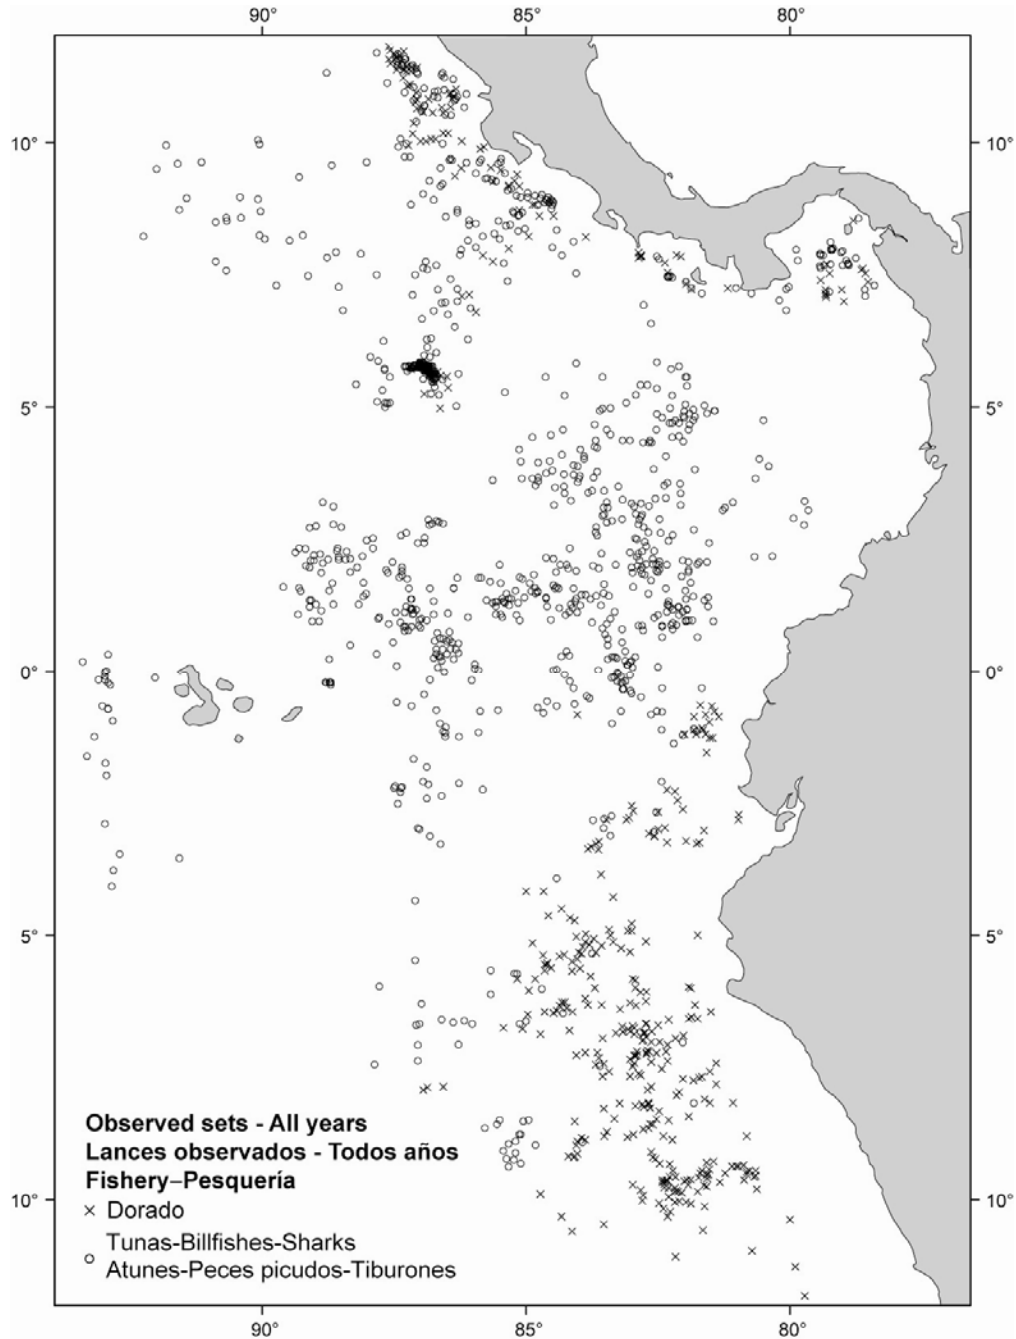 90° 85° 80°
10° 10°
5° 5°
0° 0°
5° 5°
Observed sets - All years
Lances observados - Todos años
Fishery–Pesquería
× Dorado
10° 10°
Tunas-Billfishes-Sharks
Atunes-Peces picudos-Tiburones
90° 85° 80°